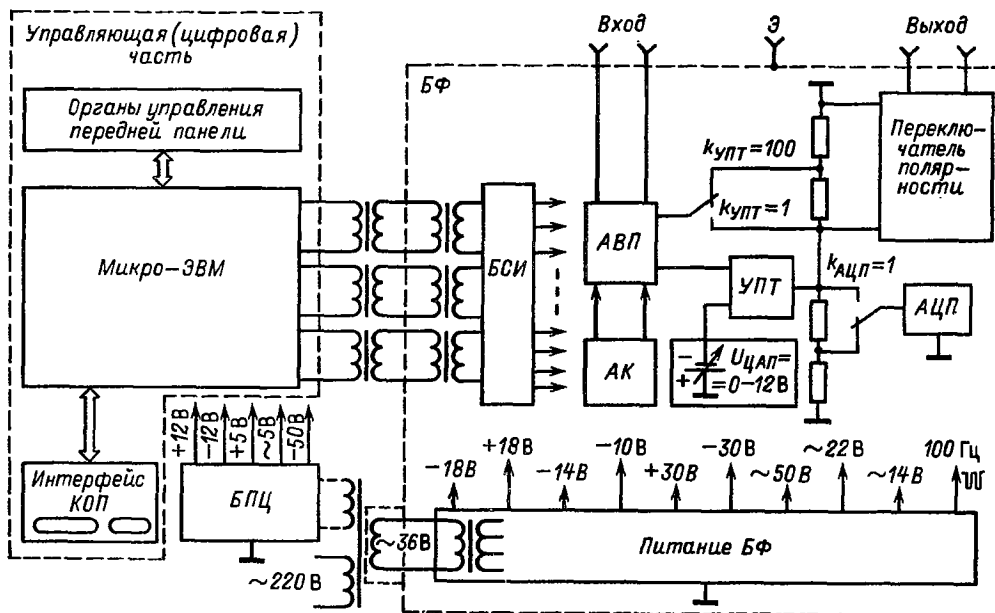 Управляющая (цифровая)
часть
Органы управления
передней панели
Микро-ЭВМ
Интерфейс
КОП
+12В
-12В
+5В
~5В
-50В
БПЦ
~220В
~36В
БФ
Вход
Э
Выход
БСИ
АВП
АК
kУПТ=100
kУПТ=1
УПТ
kАЦП=1
АЦП
Переклю-
чатель
поляр-
ности
- UЦАП=
+ =0-12В
-18В
+18В
-14В
-10В
+30В
-30В
~50В
~22В
~14В
100 Гц
Питание БФ